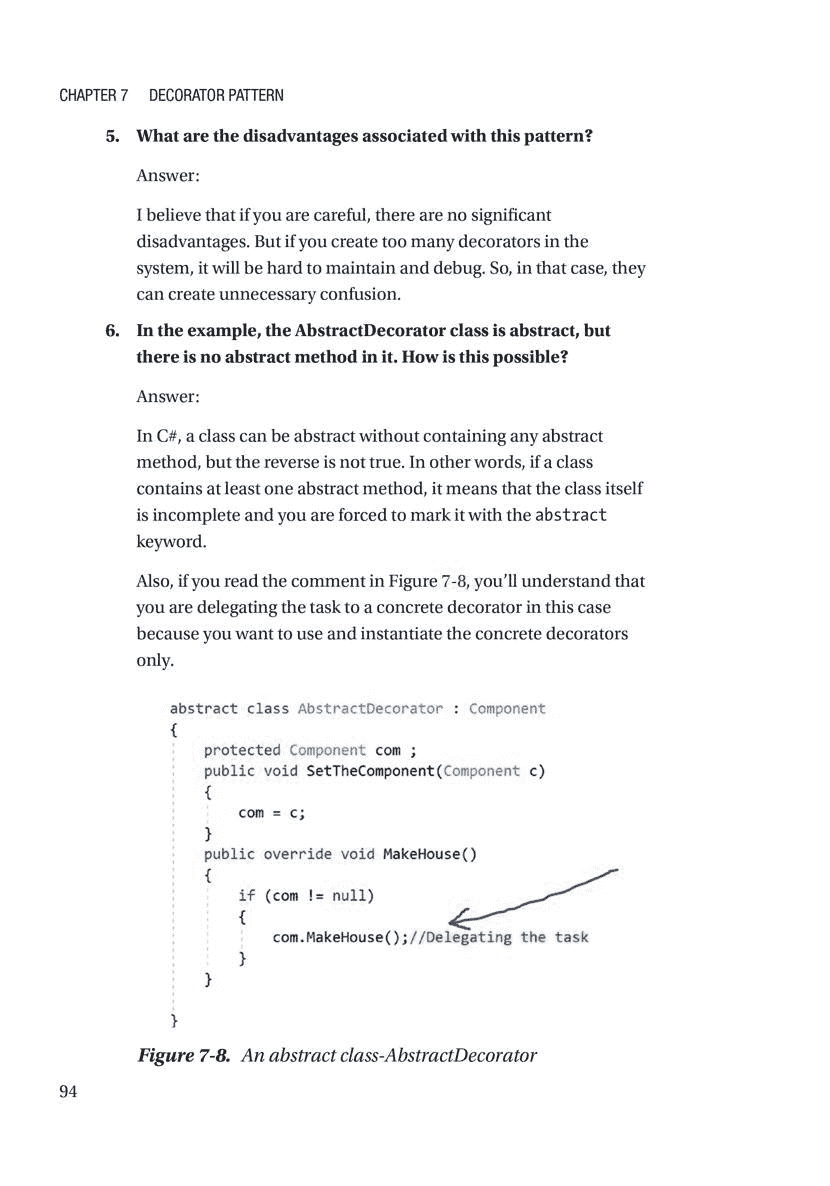 CHAPTER 7 DECORATOR PATTERN
5. What are the disadvantages associated with this pattern?
Answer:
I believe that if you are careful, there are no significant
disadvantages. But if you create too many decorators in the
system, it will be hard to maintain and debug. So, in that case, they
can create unnecessary confusion.
6. In the example, the AbstractDecorator class is abstract, but
there is no abstract method in it. How is this possible?
Answer:
In C#, a class can be abstract without containing any abstract
method, but the reverse is not true. In other words, if a class
contains at least one abstract method, it means that the class itself
is incomplete and you are forced to mark it with the abstract
keyword.
Also, if you read the comment in Figure 7-8, you’ll understand that
you are delegating the task to a concrete decorator in this case
because you want to use and instantiate the concrete decorators
only.
abstract class AbstractDecorator : Component
{
protected Component com ;
public void SetTheComponent(Component c)
{
com = c;
}
public override void MakeHouse()
{
if (com != null)
{
com.MakeHouse();//Delegating the task
}
}
}
Figure 7-8. An abstract class-AbstractDecorator
94